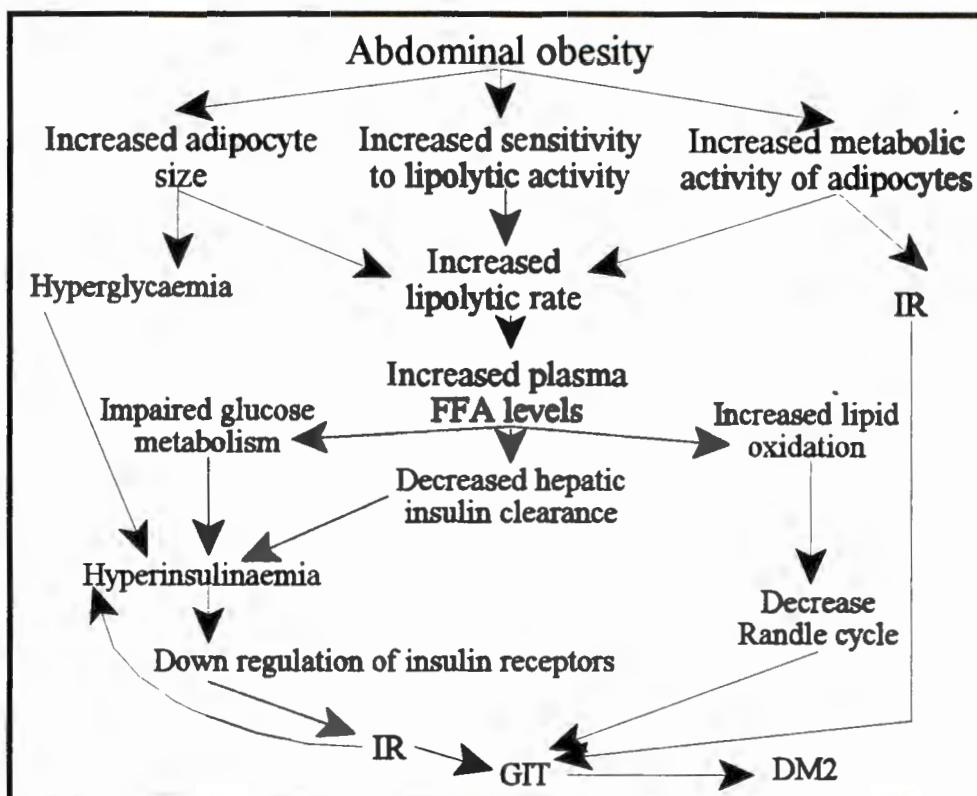 Abdominal obesity
Increased adipocyte
size
Increased sensitivity
to lipolytic activity
Increased metabolic
activity of adipocytes
Hyperglycaemia
Increased
lipolytic rate
IR
Increased plasma
FFA levels
Impaired glucose
metabolism
Increased lipid
oxidation
Decreased hepatic
insulin clearance
Hyperinsulinaemia
Decrease
Randle cycle
Down regulation of insulin receptors
IR
GIT
DM2